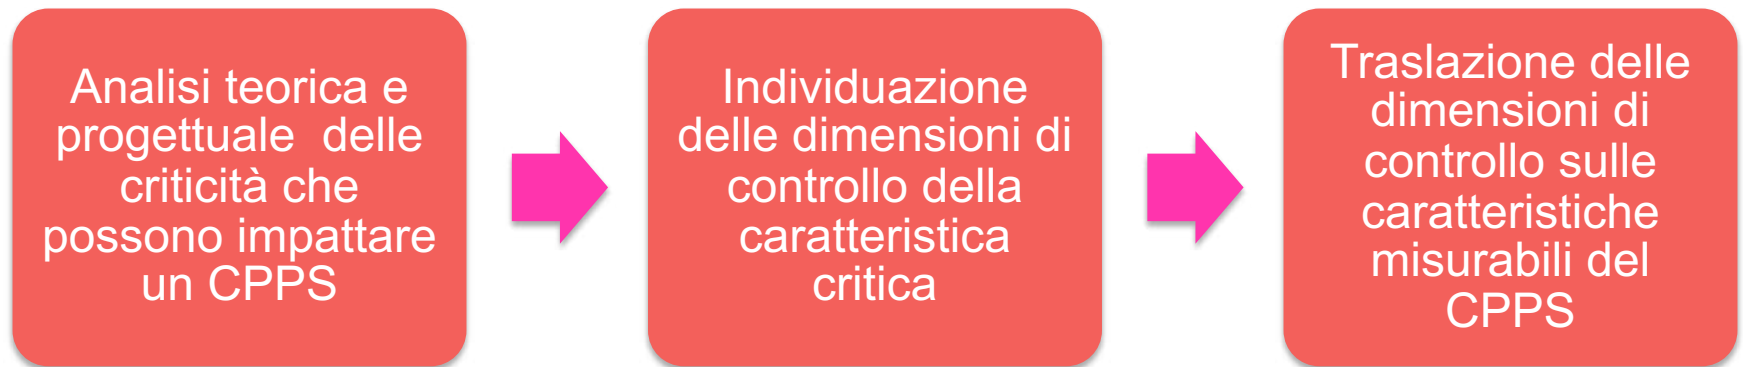 Analisi teorica e
progettuale  delle
criticità che
possono impattare
un CPPS
Individuazione
delle dimensioni di
controllo della
caratteristica
critica
Traslazione delle
dimensioni di
controllo sulle
caratteristiche
misurabili del
CPPS